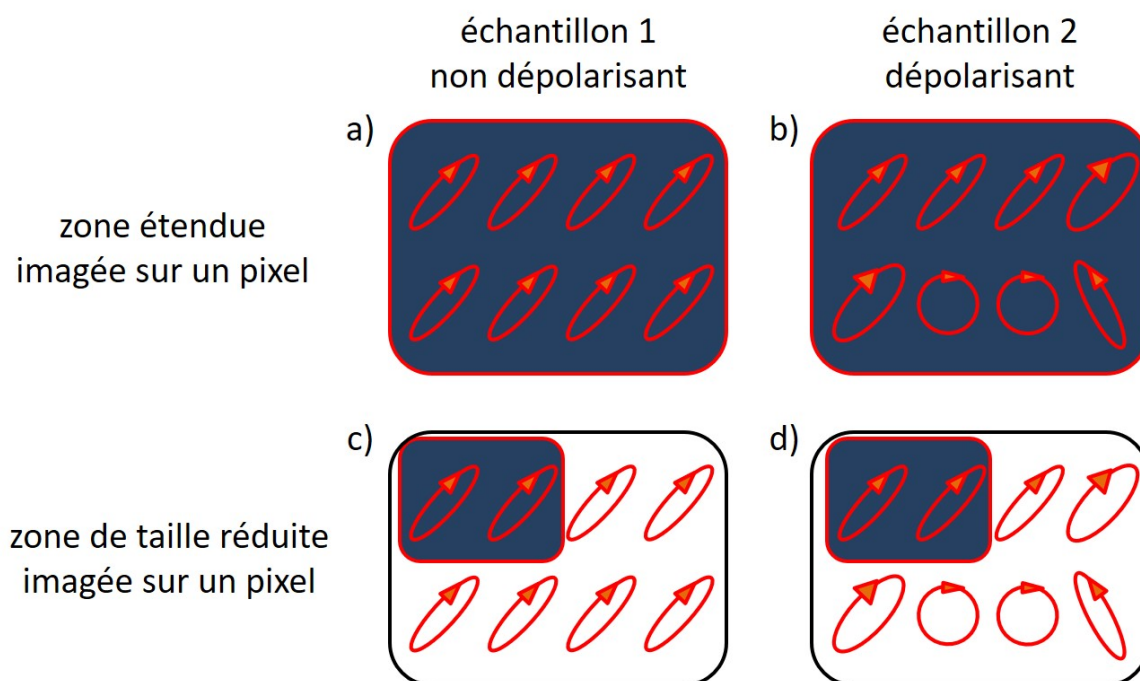 échantillon 1
non dépolarisant
échantillon 2
dépolarisant
a)
b)
zone étendue
imagée sur un pixel
c)
d)
zone de taille réduite
imagée sur un pixel